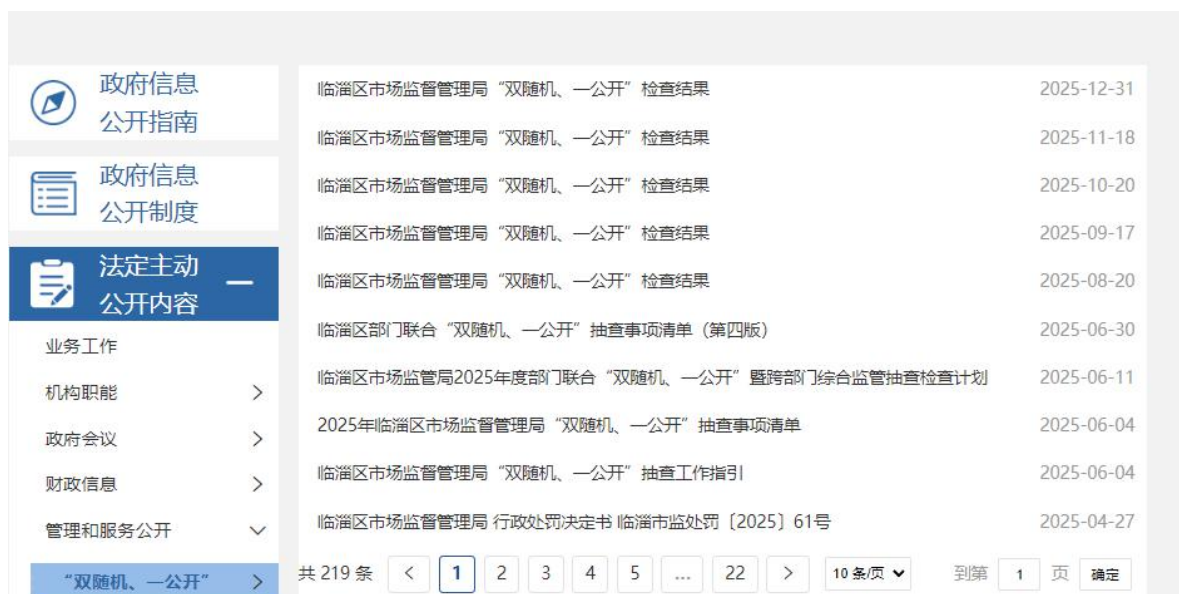 政府信息
公开指南
政府信息
公开制度
法定主动
公开内容
业务工作
机构职能
政府会议
财政信息
管理和服务公开
“双随机、一公开”
临淄区市场监督管理局“双随机、一公开”检查结果 2025-12-31
临淄区市场监督管理局“双随机、一公开”检查结果 2025-11-18
临淄区市场监督管理局“双随机、一公开”检查结果 2025-10-20
临淄区市场监督管理局“双随机、一公开”检查结果 2025-09-17
临淄区市场监督管理局“双随机、一公开”检查结果 2025-08-20
临淄区部门联合“双随机、一公开”抽查事项清单（第四版） 2025-06-30
临淄区市场监管局2025年度部门联合“双随机、一公开”暨跨部门综合监管抽查检查计划 2025-06-11
2025年临淄区市场监督管理局“双随机、一公开”抽查事项清单 2025-06-04
临淄区市场监督管理局“双随机、一公开”抽查工作指引 2025-06-04
临淄区市场监督管理局 行政处罚决定书 临淄市监处罚〔2025〕61号 2025-04-27
共 219 条 < 1 2 3 4 5 ... 22 > 10 条/页 到第 1 页 确定